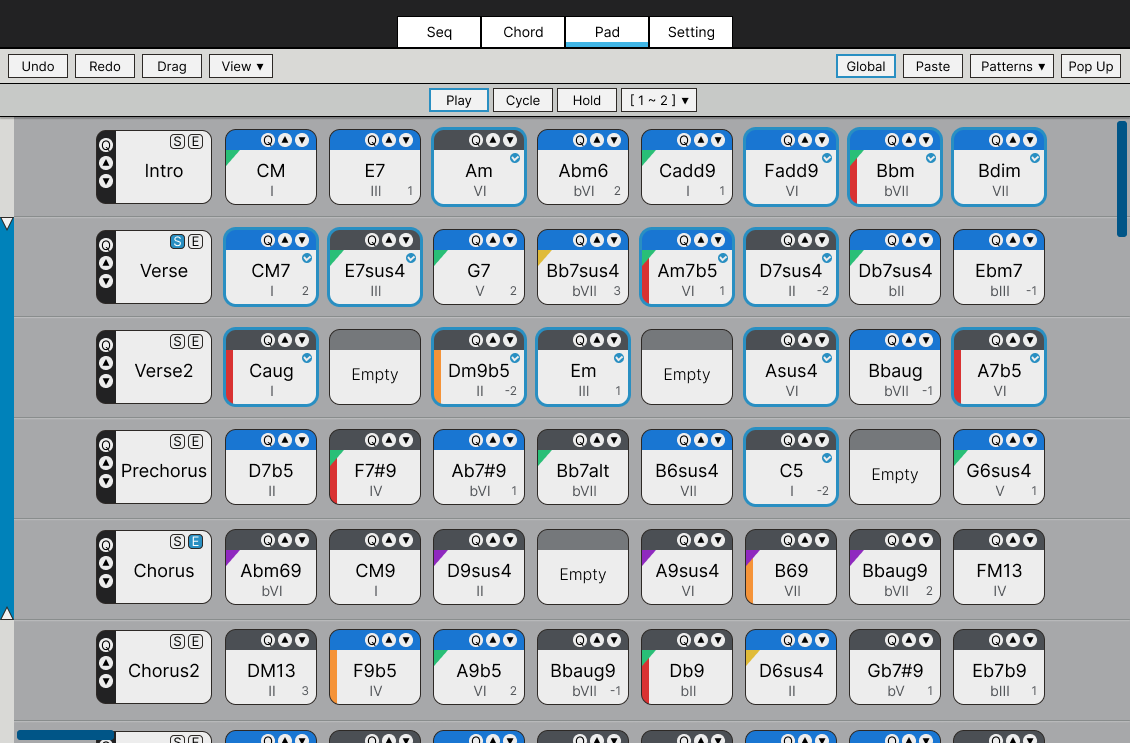 Seq Chord Pad Setting
Undo Redo Drag View ▾ Global Paste Patterns ▾ Pop Up
Play Cycle Hold [ 1 ~ 2 ] ▾
Q S E Q Q Q Q Q Q Q Q
Intro CM E7 Am Abm6 Cadd9 Fadd9 Bbm Bdim
I III 1 VI bVI 2 I 1 VI bVII VII
Q S E Q Q Q Q Q Q Q Q
Verse CM7 E7sus4 G7 Bb7sus4 Am7b5 D7sus4 Db7sus4 Ebm7
I 2 III V 2 bVII 3 VI 1 II -2 bII bIII -1
Q S E Q Q Q Q Q Q
Verse2 Caug Empty Dm9b5 Em Empty Asus4 Bbaug A7b5
I II -2 III 1 VI bVII -1 VI
Q S E Q Q Q Q Q Q Q
Prechorus D7b5 F7#9 Ab7#9 Bb7alt B6sus4 C5 Empty G6sus4
II IV bVI 1 bVII VII I -2 V 1
Q S E Q Q Q Q Q Q Q
Chorus Abm69 CM9 D9sus4 Empty A9sus4 B69 Bbaug9 FM13
bVI I II VI VII bVII 2 IV
Q S E Q Q Q Q Q Q Q Q
Chorus2 DM13 F9b5 A9b5 Bbaug9 Db9 D6sus4 Gb7#9 Eb7b9
II 3 IV VI 2 bVII -1 bII II bV 1 bIII 1
S E Q Q Q Q Q Q Q Q